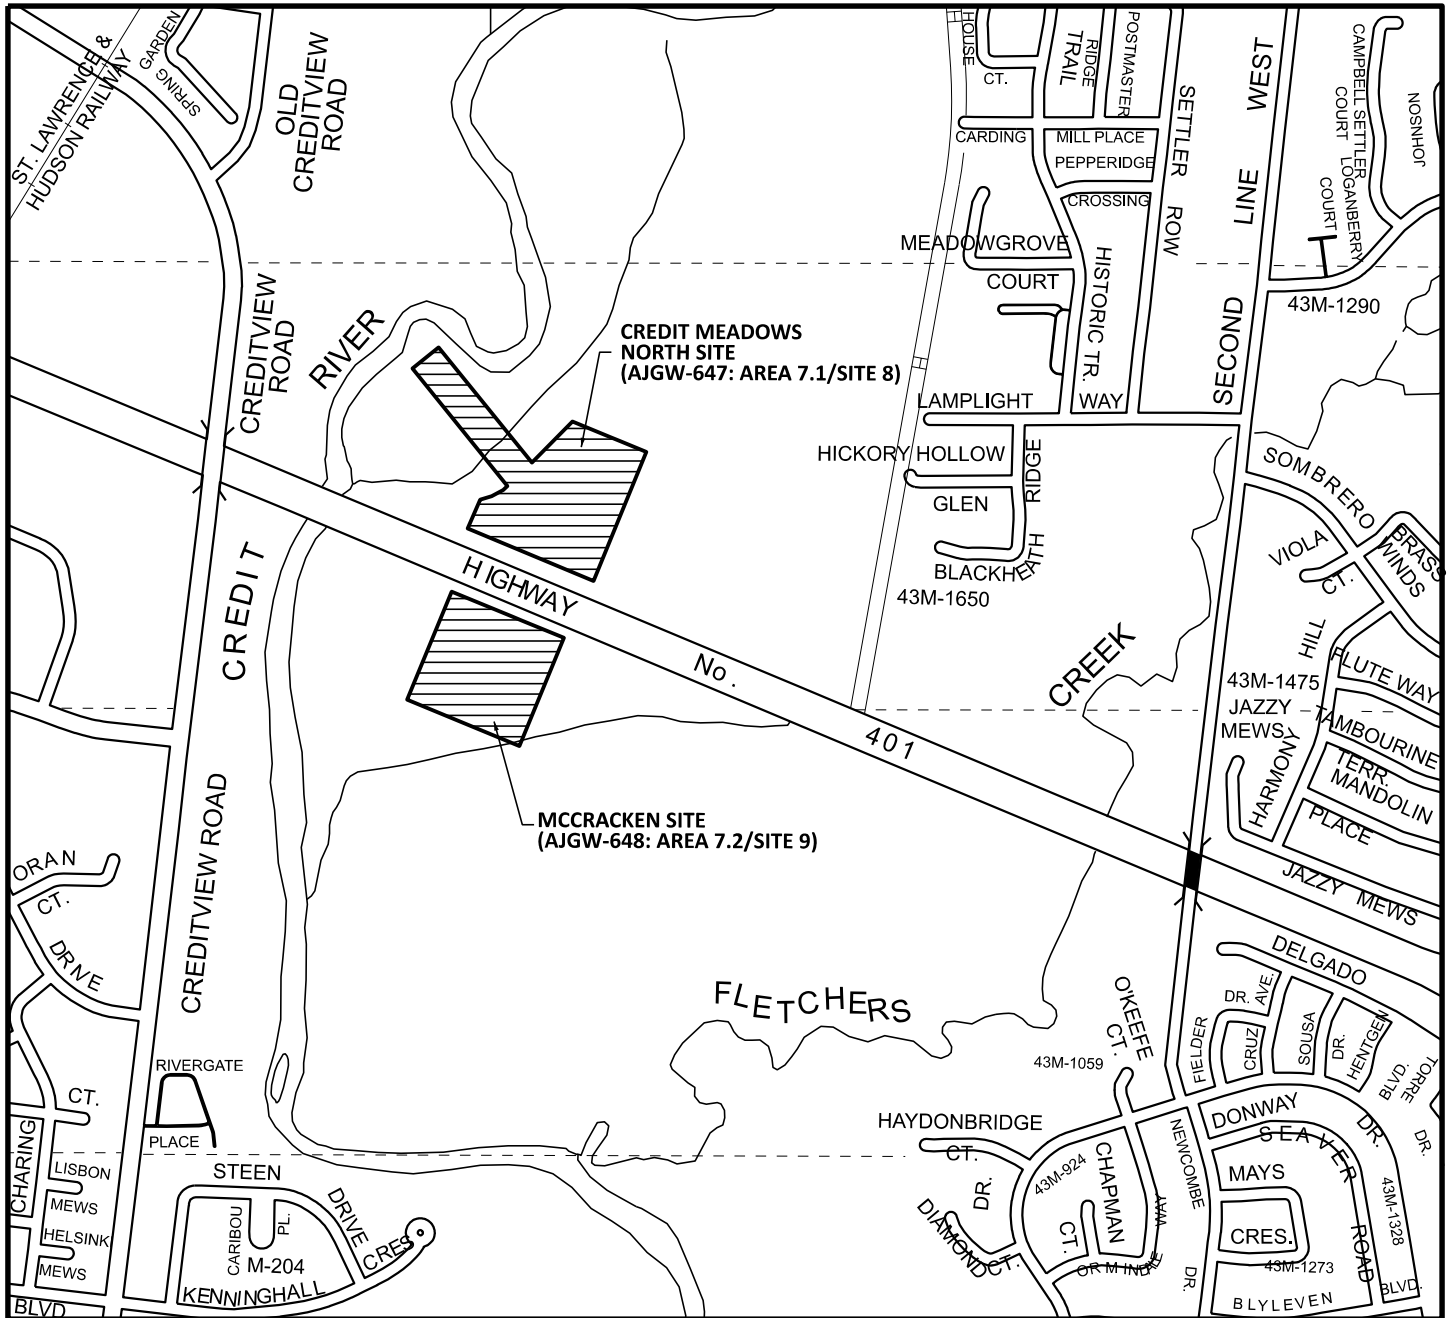 ST. LAWRENCE &
HUDSON RAILWAY
SPRING
GARDEN
OLD
CREDITVIEW
ROAD
HOUSE
CT.
RIDGE
TRAIL
POSTMASTER
CARDING
MILL PLACE
PEPPERIDGE
CROSSING
SETTLER
ROW
SECOND LINE WEST
CAMPBELL SETTLER
COURT
LOGANBERRY
COURT
JOHNSON
MEADOWGROVE
COURT
HISTORIC TR.
43M-1290
CREDITVIEW
ROAD
RIVER
CREDIT MEADOWS
NORTH SITE
(AJGW-647: AREA 7.1/SITE 8)
LAMPLIGHT
WAY
HICKORY HOLLOW
GLEN
RIDGE
BLACKHEATH
43M-1650
SOMBRERO
VIOLA
CT.
BRASS
WINDS
CREDIT
HIGHWAY
No.
401
CREEK
HILL
FLUTE WAY
43M-1475
JAZZY
MEWS
TAMBOURINE
TERR.
HARMONY
MANDOLIN
PLACE
JAZZY MEWS
MCCRACKEN SITE
(AJGW-648: AREA 7.2/SITE 9)
CREDITVIEW ROAD
ORAN
CT.
DRIVE
FLETCHERS
O'KEEFE
CT.
DELGADO
DR.
AVE.
FIELDER
CRUZ
SOUSA
DR.
HENTGEN
BLVD.
TORRE
DR.
43M-1059
RIVERGATE
PLACE
CT.
CHARING
LISBON
MEWS
HELSINK
MEWS
BLVD
STEEN
DRIVE
CARIBOU
PL.
M-204
CRES
KENNINGHALL
HAYDONBRIDGE
CT.
DR.
43M-924
CHAPMAN
CT.
DIAMOND
CT.
WAY
ORMINDALE
NEWCOMBE
DR.
DONWAY
DR.
SEAVER
ROAD
MAYS
CRES.
43M-1273
43M-1328
BLYLEVEN
BLVD.